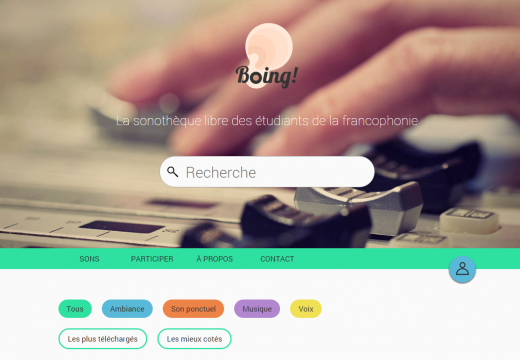 Boing!
La sonothèque libre des étudiants de la francophonie.
Recherche
SONS PARTICIPER À PROPOS CONTACT
Tous Ambiance Son ponctuel Musique Voix
Les plus téléchargés Les mieux cotés